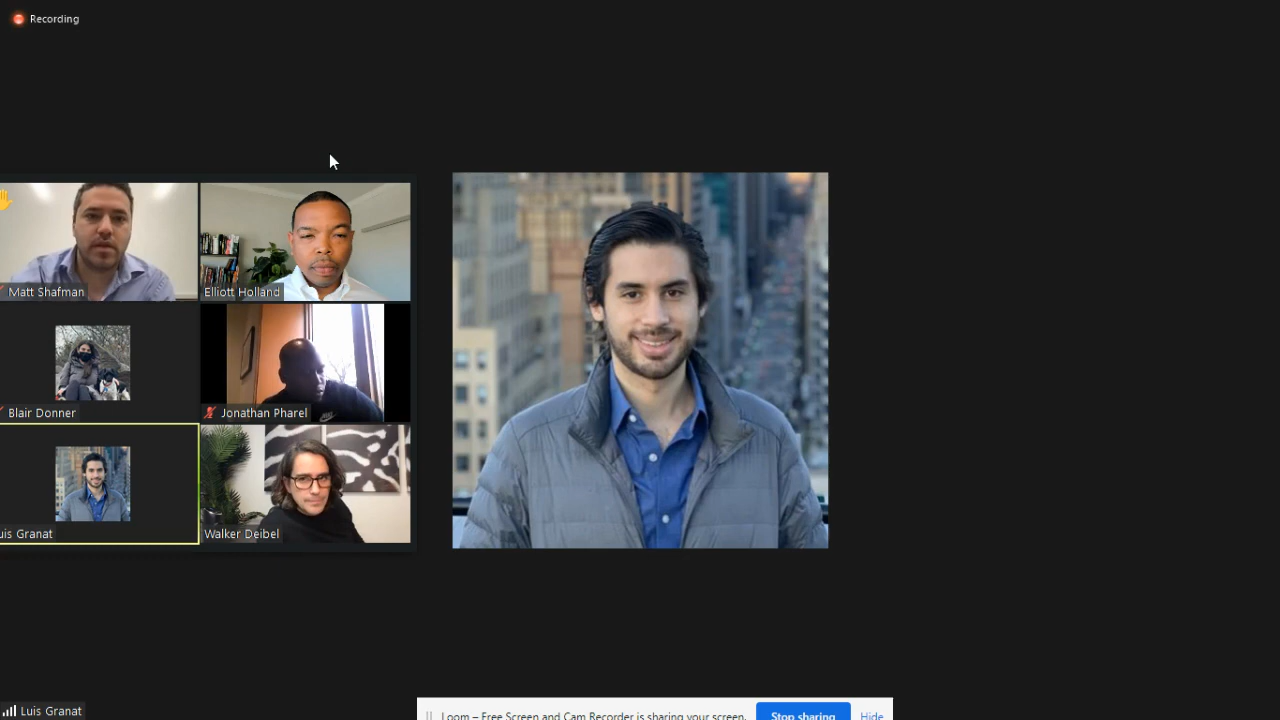 Recording
Matt Shafman
Elliott Holland
Blair Donner
Jonathan Pharel
uis Granat
Walker Deibel
Luis Granat
Loom – Free Screen and Cam Recorder is sharing your screen.
Stop sharing
Hide